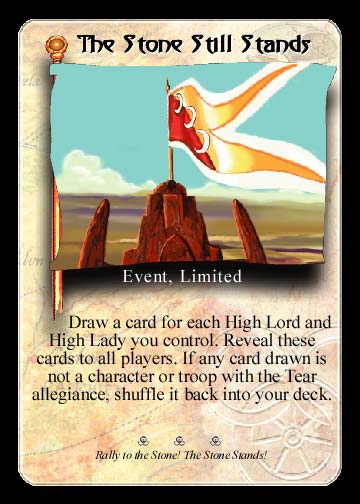 The Stone Still Stands
Event, Limited
Draw a card for each High Lord and
High Lady you control. Reveal these
cards to all players. If any card drawn is
not a character or troop with the Tear
allegiance, shuffle it back into your deck.
Rally to the Stone! The Stone Stands!